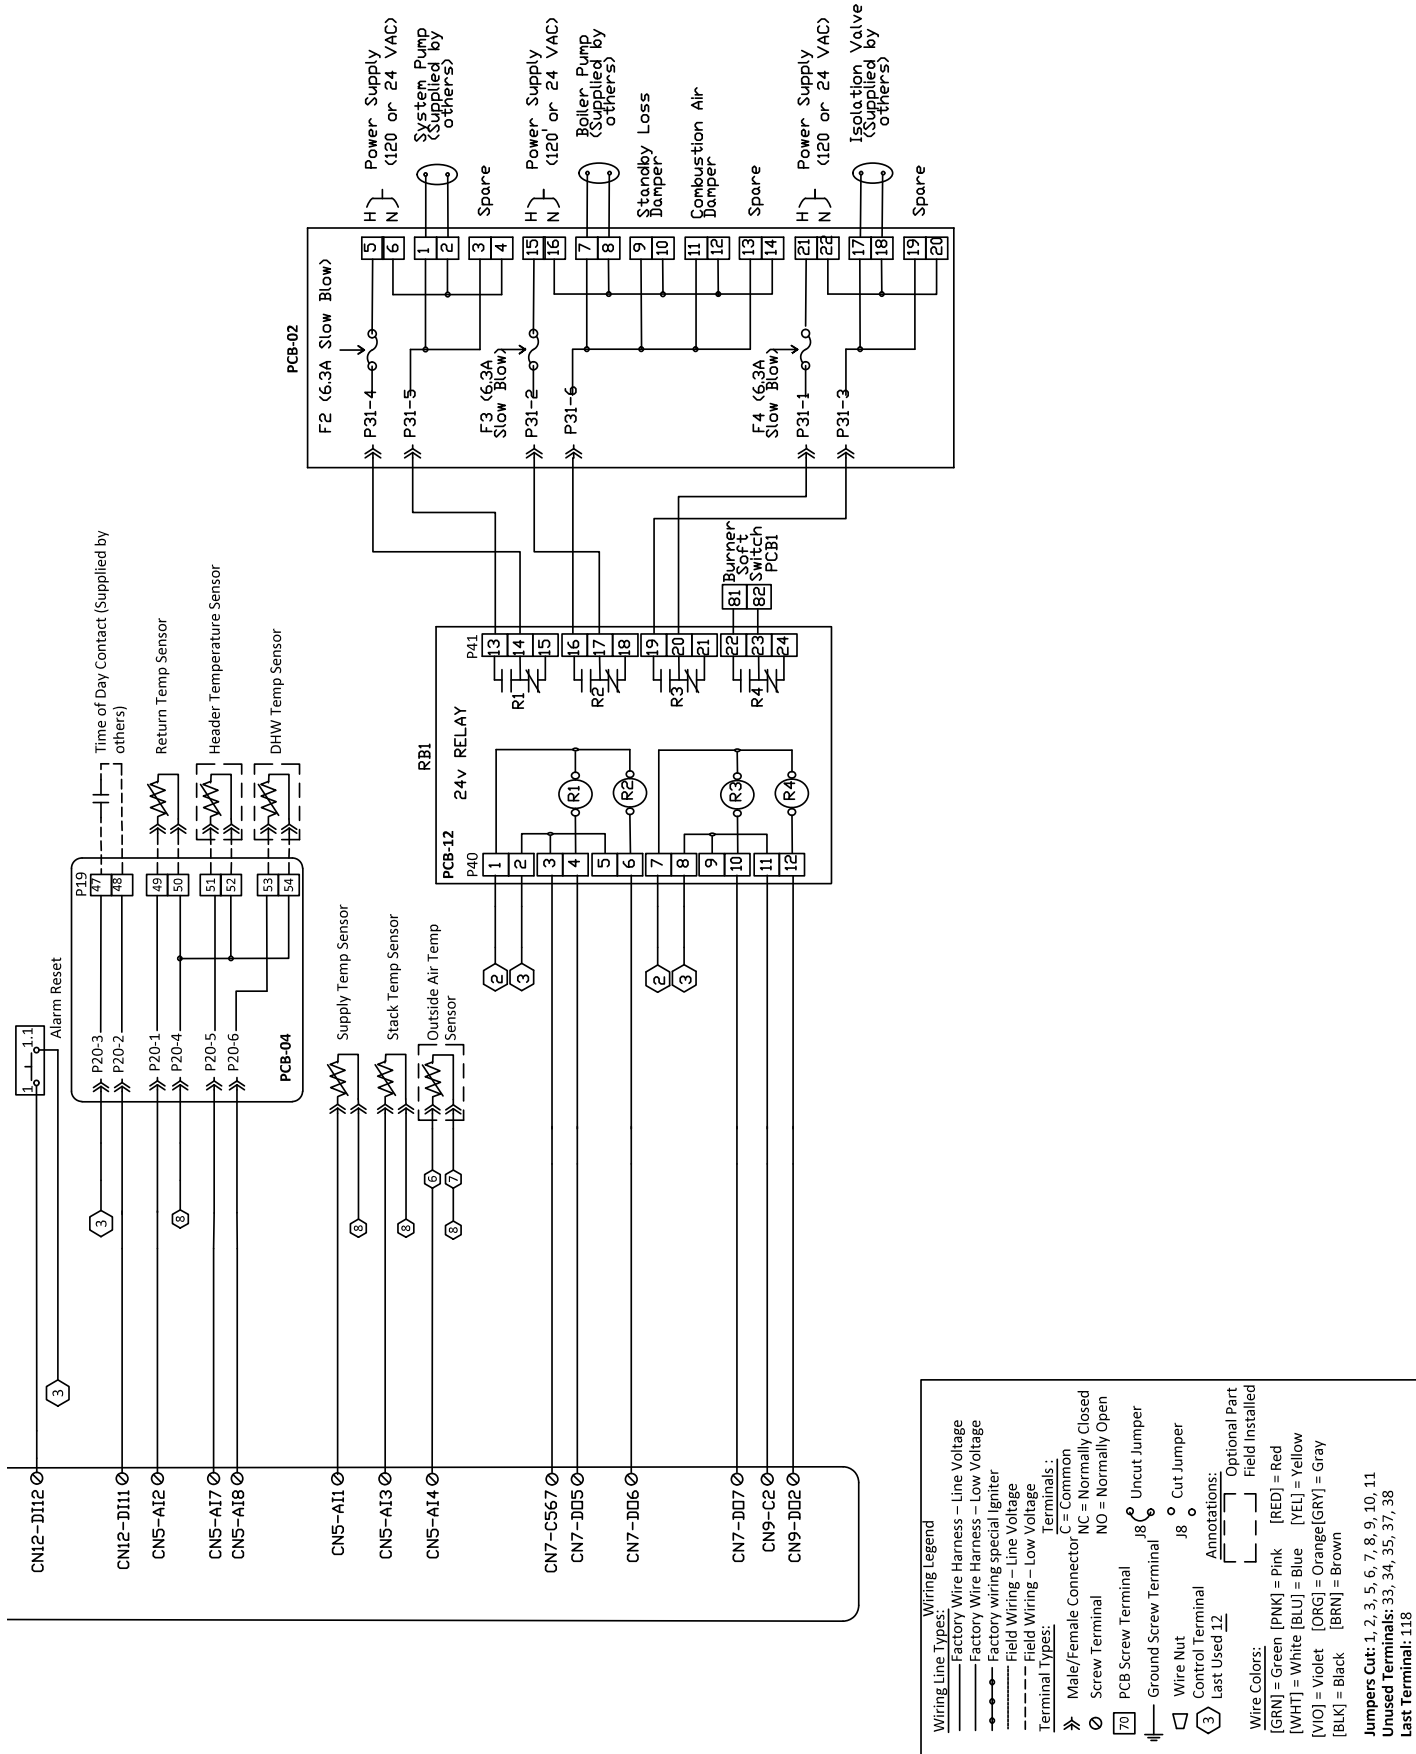 CN12-DI12
CN12-DI11
CN5-AI2
CN5-AI7
CN5-AI8
CN5-AI1
CN5-AI3
CN5-AI4
CN7-C567
CN7-DO5
CN7-DO6
CN7-DO7
CN9-C2
CN9-DO2
3
1
1.1
Alarm Reset
P19
47
48
49
50
51
52
53
54
P20-3
P20-2
P20-1
P20-4
P20-5
P20-6
PCB-04
3
8
Time of Day Contact (Supplied by
others)
Return Temp Sensor
Header Temperature Sensor
DHW Temp Sensor
Supply Temp Sensor
Stack Temp Sensor
Outside Air Temp
Sensor
8
8
6
7
8
2
3
2
3
RB1
24v RELAY
PCB-12
P40
1
2
3
4
5
6
7
8
9
10
11
12
R1
R2
R3
R4
P41
13
14
15
16
17
18
19
20
21
22
23
24
R1
R2
R3
R4
81
82
Burner
Soft
Switch
PCB1
PCB-02
F2 (6.3A Slow Blow)
P31-4
P31-5
F3 (6.3A
Slow Blow)
P31-2
P31-6
F4 (6.3A
Slow Blow)
P31-1
P31-3
5
6
1
2
3
4
15
16
7
8
9
10
11
12
13
14
21
22
17
18
19
20
H
N
Power Supply
(120 or 24 VAC)
System Pump
(Supplied by
others)
Spare
H
N
Power Supply
(120' or 24 VAC)
Boiler Pump
(Supplied by
others)
Standby Loss
Damper
Combustion Air
Damper
Spare
H
N
Power Supply
(120 or 24 VAC)
Isolation Valve
(Supplied by
others)
Spare
Wiring Legend
Wiring Line Types:
Factory Wire Harness – Line Voltage
Factory Wire Harness – Low Voltage
Factory wiring special Igniter
Field Wiring – Line Voltage
Field Wiring – Low Voltage
Terminal Types:
Male/Female Connector
Screw Terminal
70 PCB Screw Terminal
Ground Screw Terminal
Wire Nut
3 Control Terminal
Last Used 12
Terminals :
C = Common
NC = Normally Closed
NO = Normally Open
J8 Uncut Jumper
J8 Cut Jumper
Annotations:
Optional Part
Field Installed
Wire Colors:
[GRN] = Green [PNK] = Pink [RED] = Red
[WHT] = White [BLU] = Blue [YEL] = Yellow
[VIO] = Violet [ORG] = Orange [GRY] = Gray
[BLK] = Black [BRN] = Brown
Jumpers Cut: 1, 2, 3, 5, 6, 7, 8, 9, 10, 11
Unused Terminals: 33, 34, 35, 37, 38
Last Terminal: 118